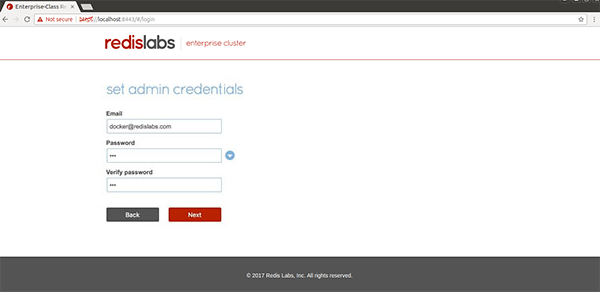 Enterprise-Class Re
Not secure https://localhost:8443/#/login
redislabs enterprise cluster
set admin credentials
Email
docker@redislabs.com
Password
•••
Verify password
•••
Back Next
© 2017 Redis Labs, Inc. All rights reserved.